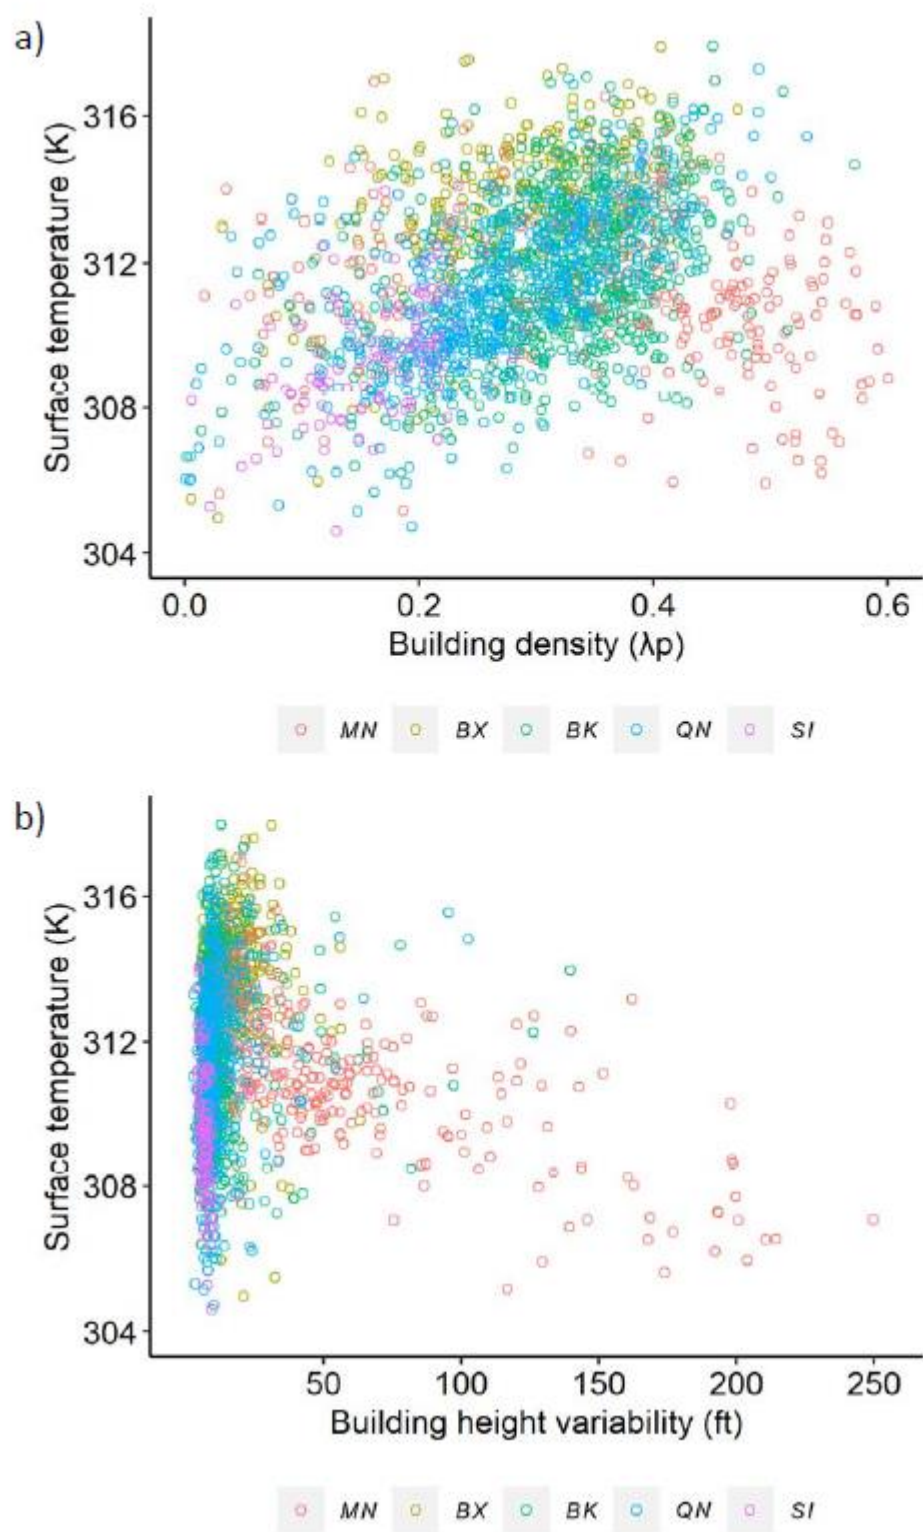 a)
Surface temperature (K)
316
312
308
304
0.0 0.2 0.4 0.6
Building density (λp)
MN BX BK QN SI
b)
Surface temperature (K)
316
312
308
304
50 100 150 200 250
Building height variability (ft)
MN BX BK QN SI